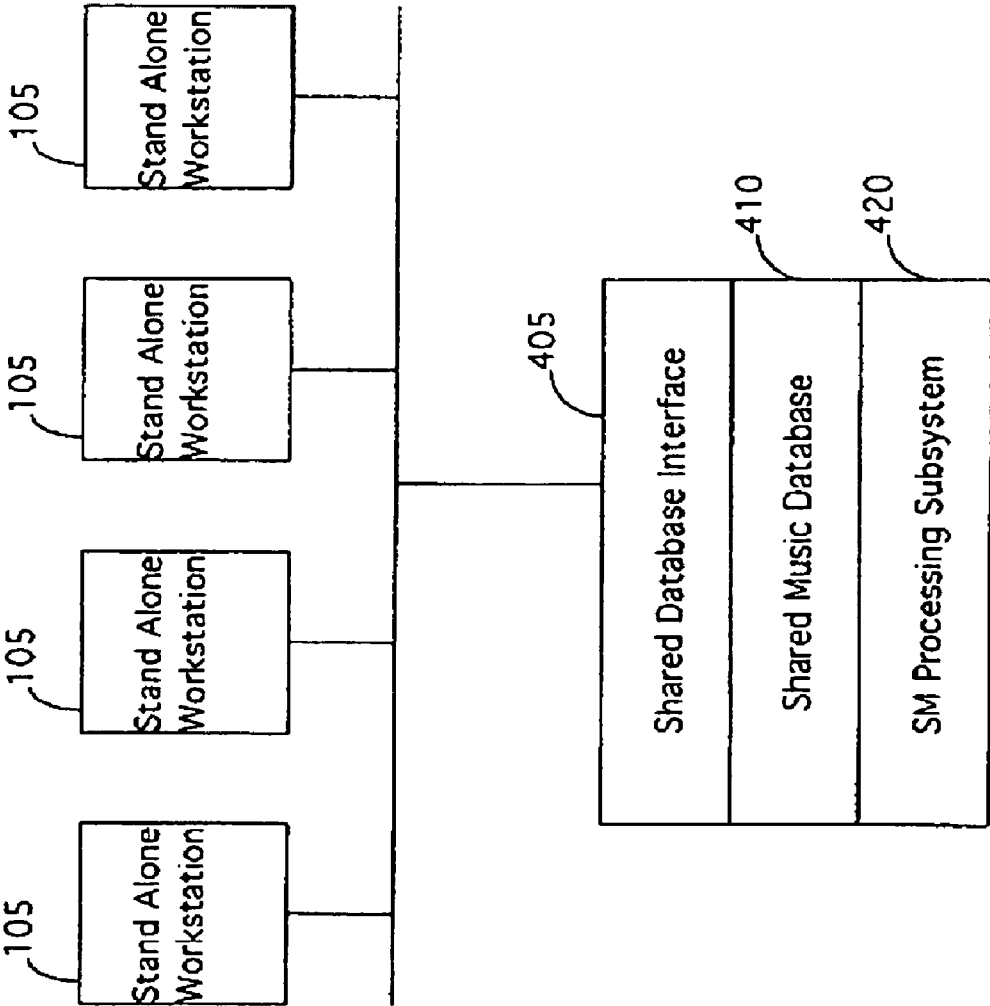 105
105
105
105
Stand Alone
Workstation
Stand Alone
Workstation
Stand Alone
Workstation
Stand Alone
Workstation
405
Shared Database Interface
410
Shared Music Database
420
SM Processing Subsystem